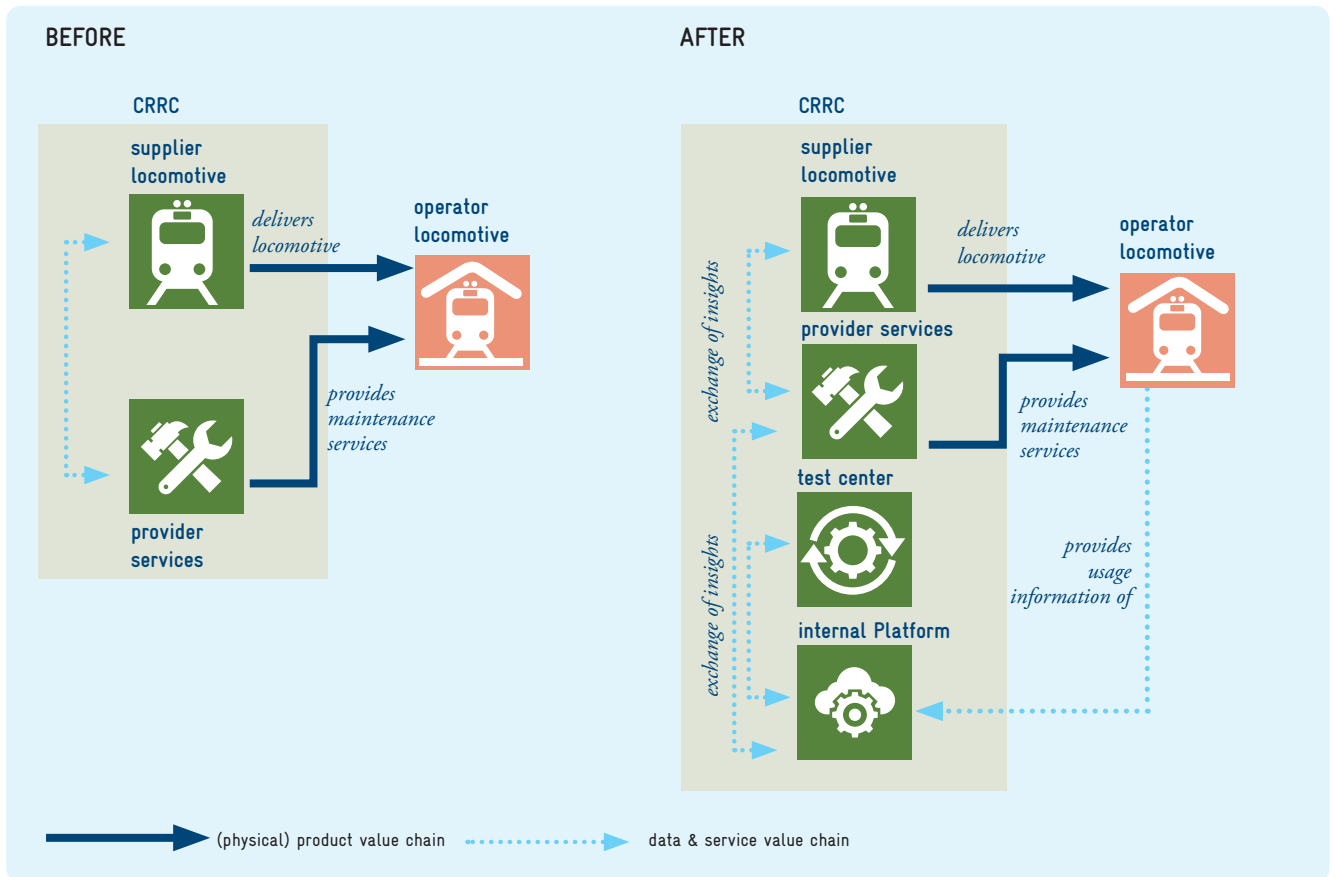 BEFORE
CRRC
supplier
locomotive
delivers
locomotive
operator
locomotive
provides
maintenance
services
provider
services
AFTER
CRRC
supplier
locomotive
delivers
locomotive
operator
locomotive
exchange of insights
provider services
provides
maintenance
services
test center
exchange of insights
provides
usage
information of
internal Platform
(physical) product value chain
data & service value chain